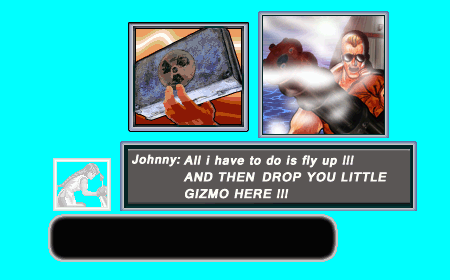 Johnny: All i have to do is fly up !!!
AND THEN DROP YOU LITTLE
GIZMO HERE !!!